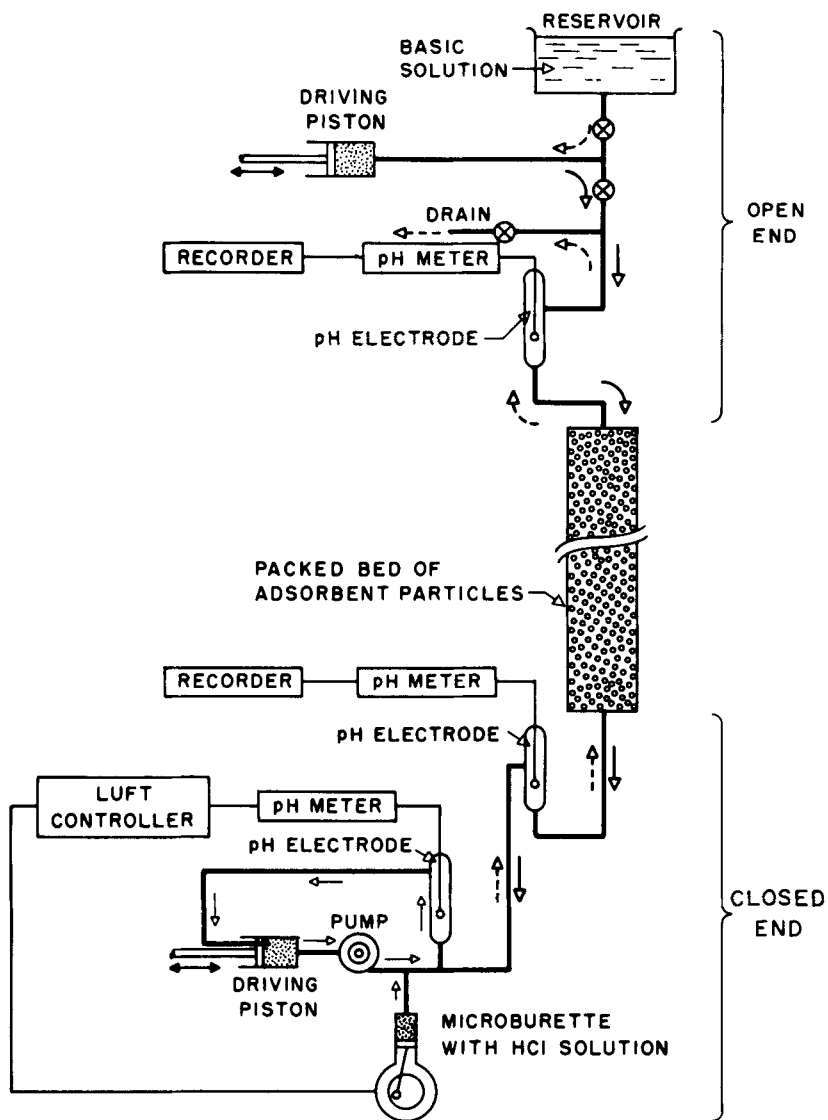 RESERVOIR
BASIC
SOLUTION
DRIVING
PISTON
DRAIN
OPEN
END
RECORDER
pH METER
pH ELECTRODE
PACKED BED OF
ADSORBENT PARTICLES
RECORDER
pH METER
pH ELECTRODE
LUFT
CONTROLLER
pH METER
pH ELECTRODE
PUMP
CLOSED
END
DRIVING
PISTON
MICROBURETTE
WITH HCl SOLUTION